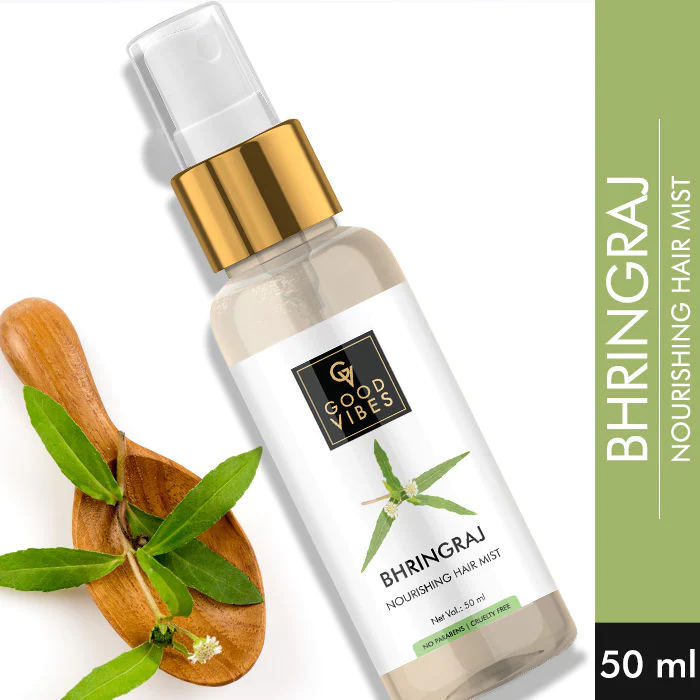 GV
GOOD
VIBES
BHRINGRAJ
NOURISHING HAIR MIST
Net Vol.: 50 ml
NO PARABENS | CRUELTY FREE
BHRINGRAJ
NOURISHING HAIR MIST
50 ml